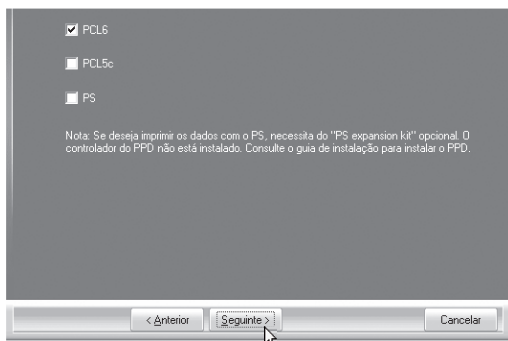 PCL6
PCL5c
PS
Nota: Se deseja imprimir os dados com o PS, necessita do "PS expansion kit" opcional. O
controlador do PPD não está instalado. Consulte o guia de instalação para instalar o PPD.
< Anterior Seguinte > Cancelar